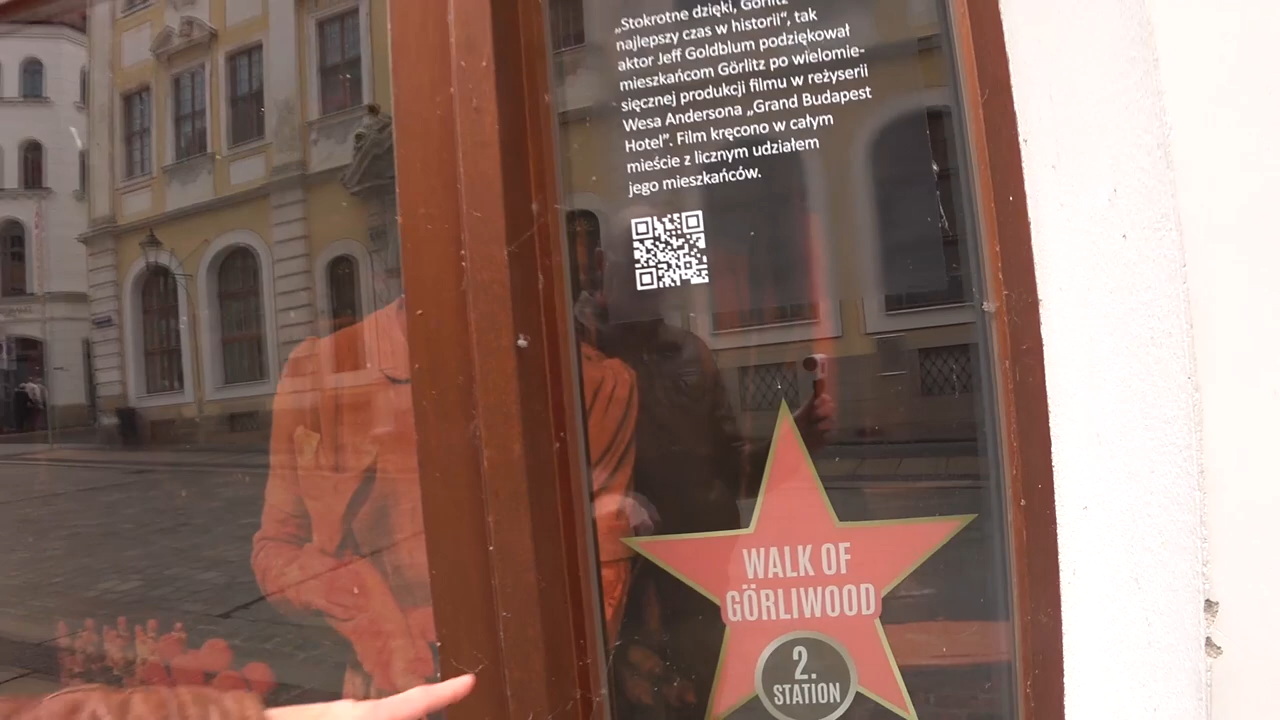 „Stokrotne dzięki, Görlitz
najlepszy czas w historii“, tak
aktor Jeff Goldblum podziękował
mieszkańcom Görlitz po wielomie-
sięcznej produkcji filmu w reżyserii
Wesa Andersona „Grand Budapest
Hotel”. Film kręcono w całym
mieście z licznym udziałem
jego mieszkańców.
WALK OF
GÖRLIWOOD
2.
STATION